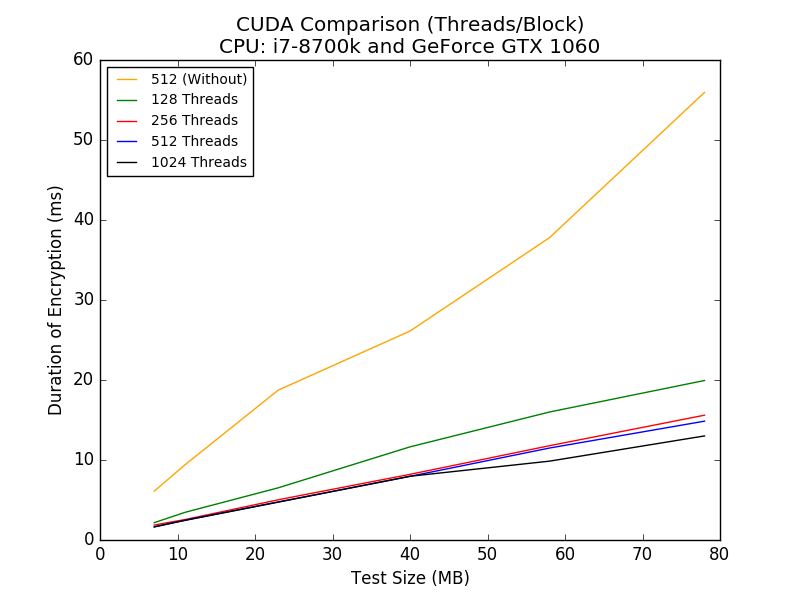 CUDA Comparison (Threads/Block)
CPU: i7-8700k and GeForce GTX 1060
60
50
40
30
20
10
0
Duration of Encryption (ms)
512 (Without)
128 Threads
256 Threads
512 Threads
1024 Threads
0 10 20 30 40 50 60 70 80
Test Size (MB)